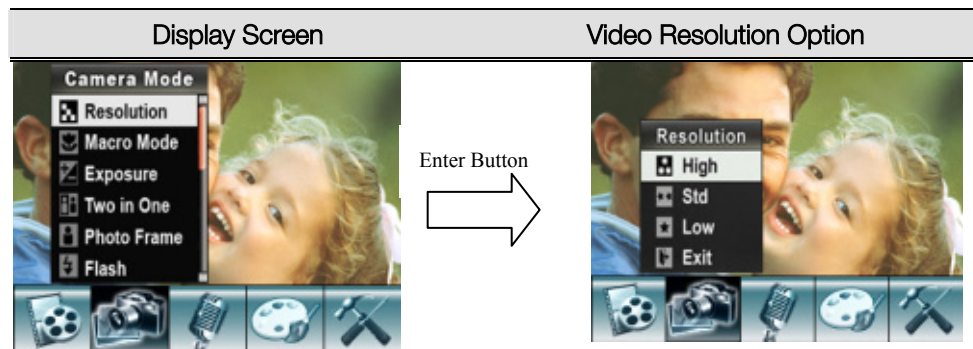 Display Screen
Video Resolution Option
Camera Mode
Resolution
Macro Mode
Exposure
Two in One
Photo Frame
Flash
Enter Button
Resolution
High
Std
Low
Exit